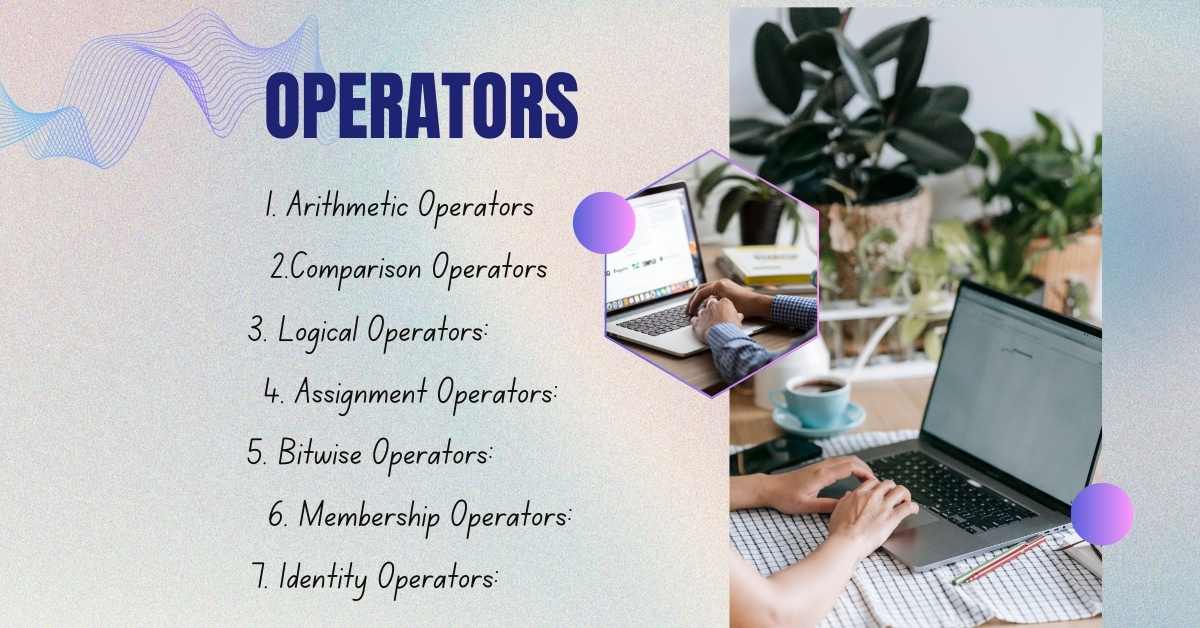 OPERATORS
1. Arithmetic Operators
2.Comparison Operators
3. Logical Operators:
4. Assignment Operators:
5. Bitwise Operators:
6. Membership Operators:
7. Identity Operators: